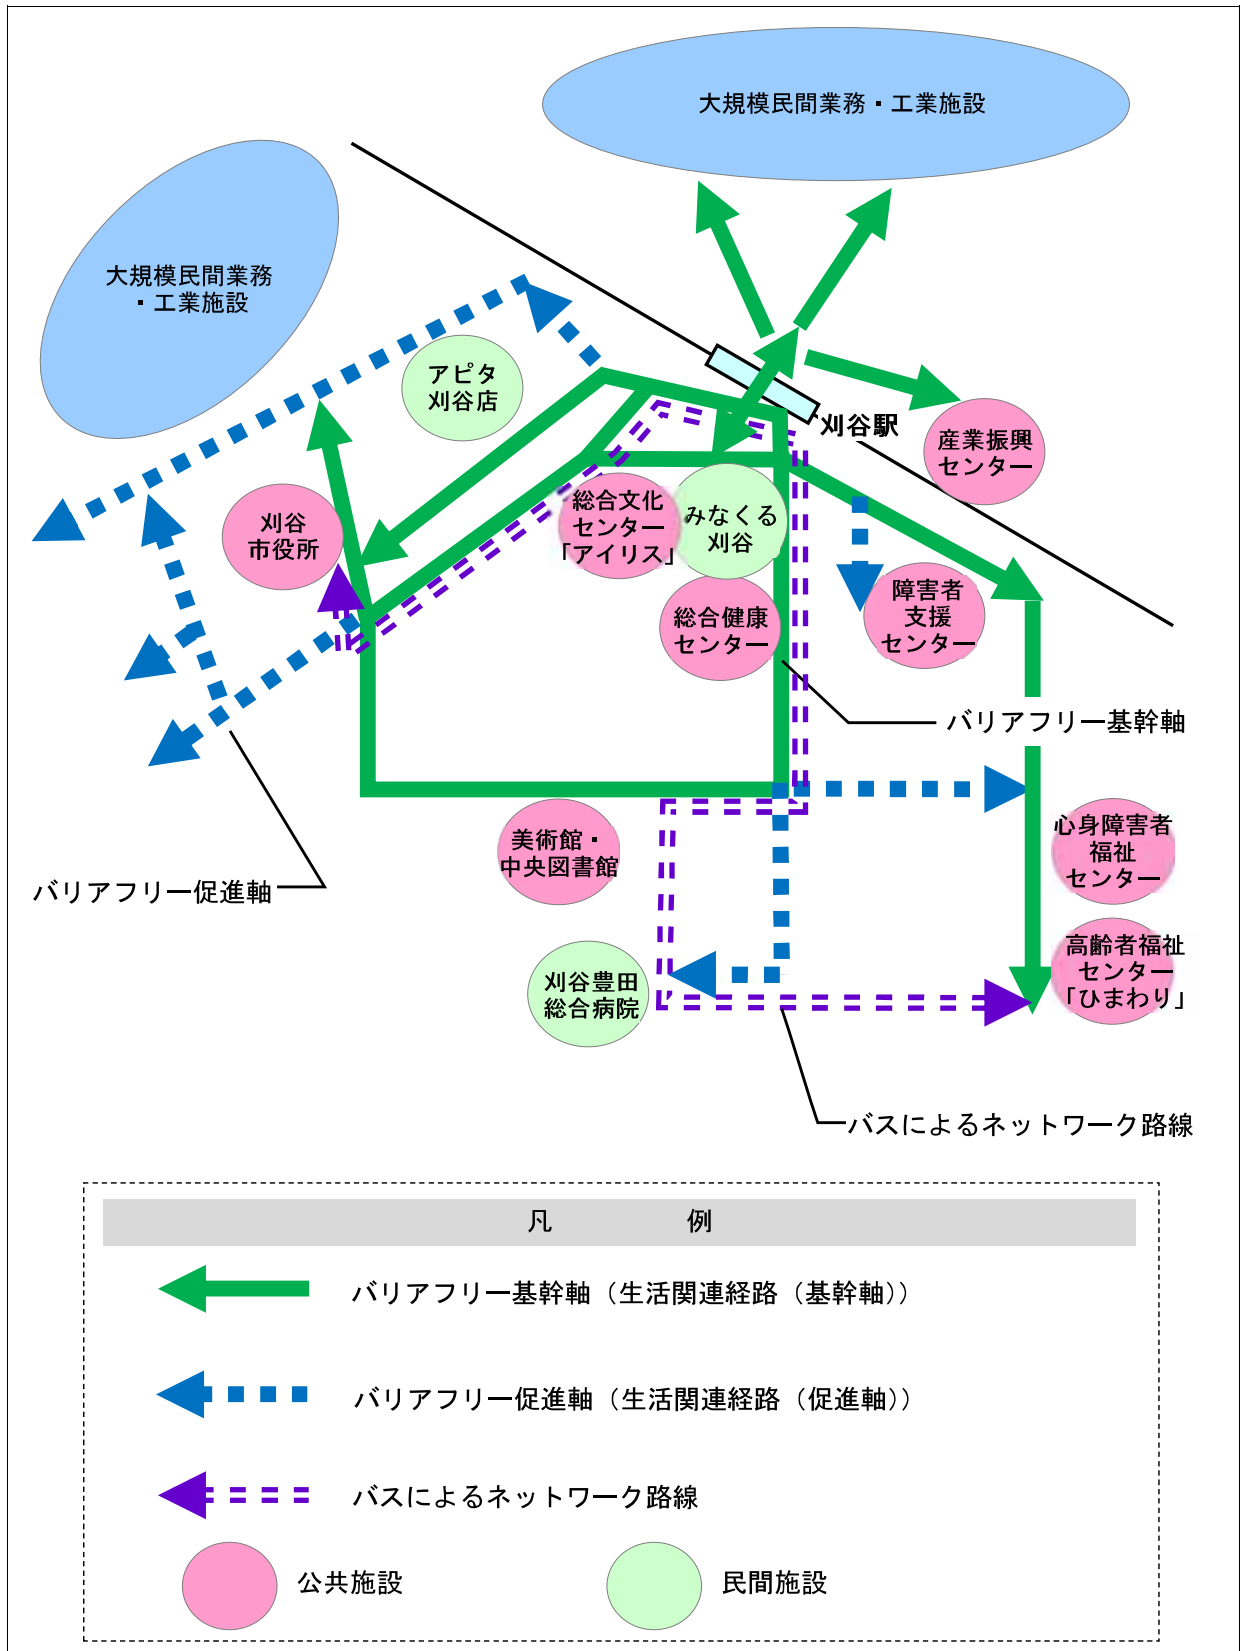 大規模民間業務・工業施設
大規模民間業務
・工業施設
アピタ
刈谷店
刈谷駅
産業振興
センター
刈谷
市役所
総合文化
センター
「アイリス」
みなくる
刈谷
障害者
支援
センター
総合健康
センター
バリアフリー基幹軸
美術館・
中央図書館
心身障害者
福祉
センター
バリアフリー促進軸
高齢者福祉
センター
「ひまわり」
刈谷豊田
総合病院
バスによるネットワーク路線
凡　例
バリアフリー基幹軸（生活関連経路（基幹軸））
バリアフリー促進軸（生活関連経路（促進軸））
バスによるネットワーク路線
公共施設
民間施設